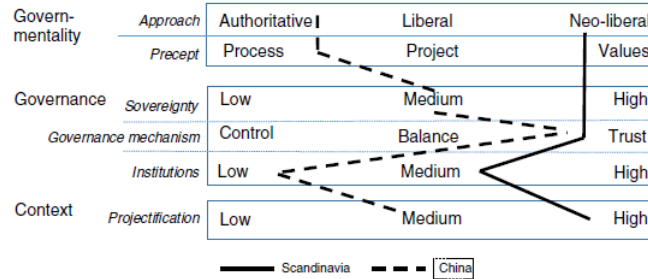 Govern-
mentality
Approach Authoritative Liberal Neo-liberal
Precept Process Project Values
Governance Sovereignty Low Medium High
Governance mechanism Control Balance Trust
Institutions Low Medium High
Context Projectification Low Medium High
Scandinavia China